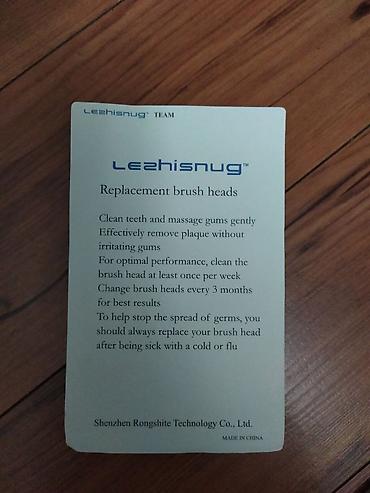 Lezhisnug™ TEAM
Lezhisnug™
Replacement brush heads
Clean teeth and massage gums gently
Effectively remove plaque without
irritating gums
For optimal performance, clean the
brush head at least once per week
Change brush heads every 3 months
for best results
To help stop the spread of germs, you
should always replace your brush head
after being sick with a cold or flu
Shenzhen Rongshite Technology Co., Ltd.
MADE IN CHINA